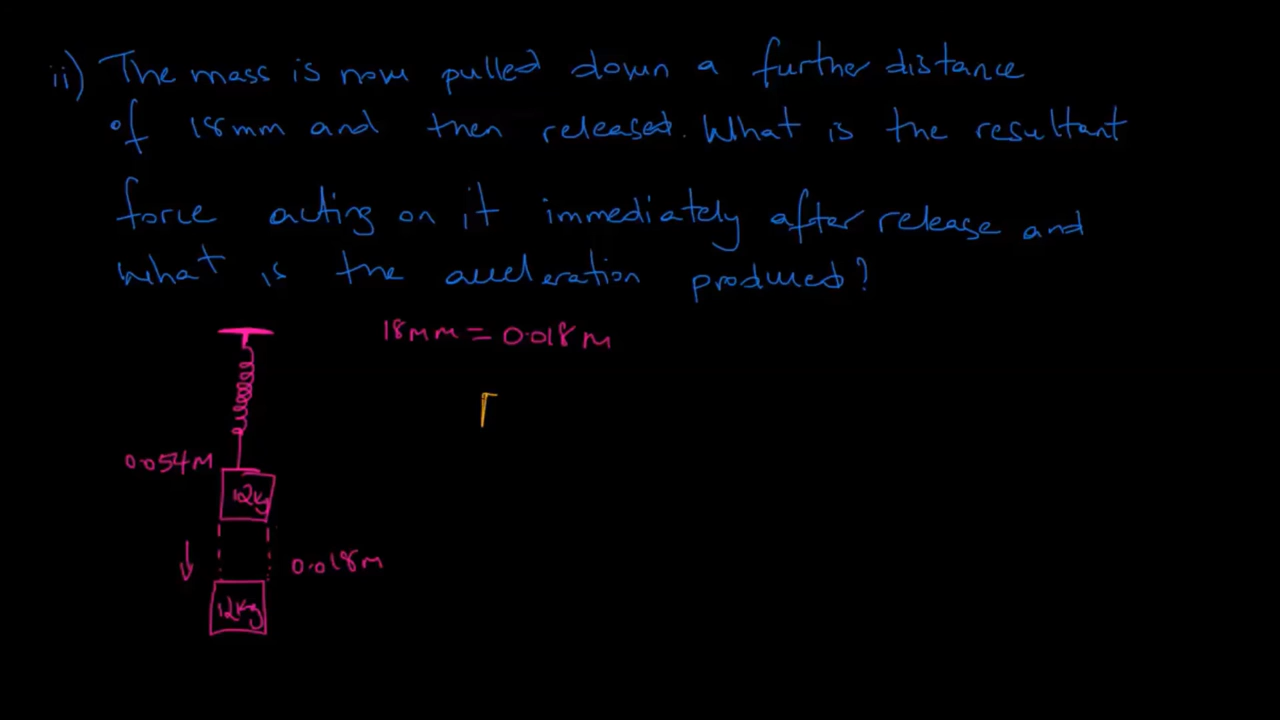 ii) The mass is now pulled down a further distance
of 18mm and then released. What is the resultant
force acting on it immediately after release and
what is the acceleration produced?
18mm = 0.018m
0.054m
12kg
0.018m
12kg